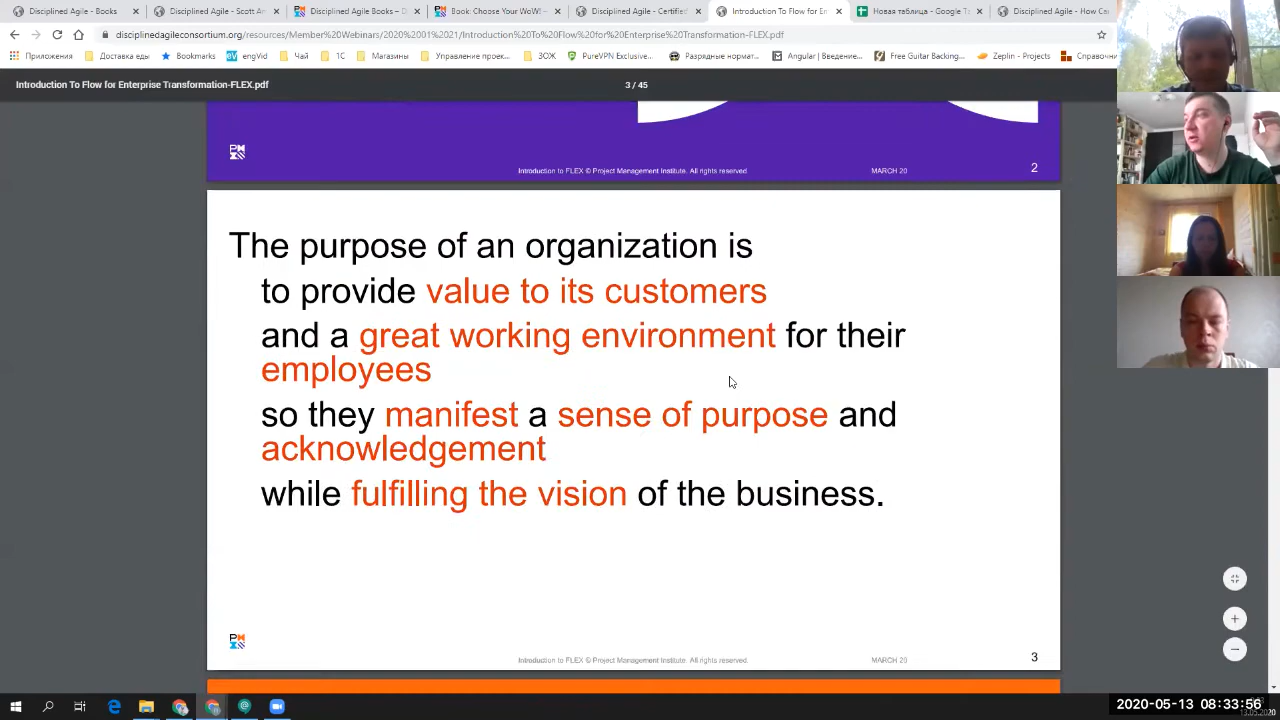 Disciplined Agile - Books
Disciplined Agile - Scott Am
Disciplined Agile - Books - D
Book: Choose Your WoW! -
Disciplined Agile - Certified
Introduction To Flow for En
Новая таблица - Google Т
Disciplined Agile - How Ca
disciplinedagileconsortium.org/resources/Member%20Webinars/2020%2001%2021/Introduction%20To%20Flow%20for%20Enterprise%20Transformation-FLEX.pdf
Приложения
Доставка еды
Bookmarks
engVid
Чай
1С
Магазины
Управление проек...
ЗОЖ
PureVPN Exclusive...
Разрядные нормат...
Angular | Metanit
Free Guitar Backing...
Zeplin - Projects
Справочни
Introduction To Flow for Enterprise Transformation-FLEX.pdf
3 / 45
Introduction to FLEX © Project Management Institute. All rights reserved
MARCH 20
2
The purpose of an organization is
to provide value to its customers
and a great working environment for their
employees
so they manifest a sense of purpose and
acknowledgement
while fulfilling the vision of the business.
Introduction to FLEX © Project Management Institute. All rights reserved.
MARCH 20
3
2020-05-13 08:33:56
13.05.2020